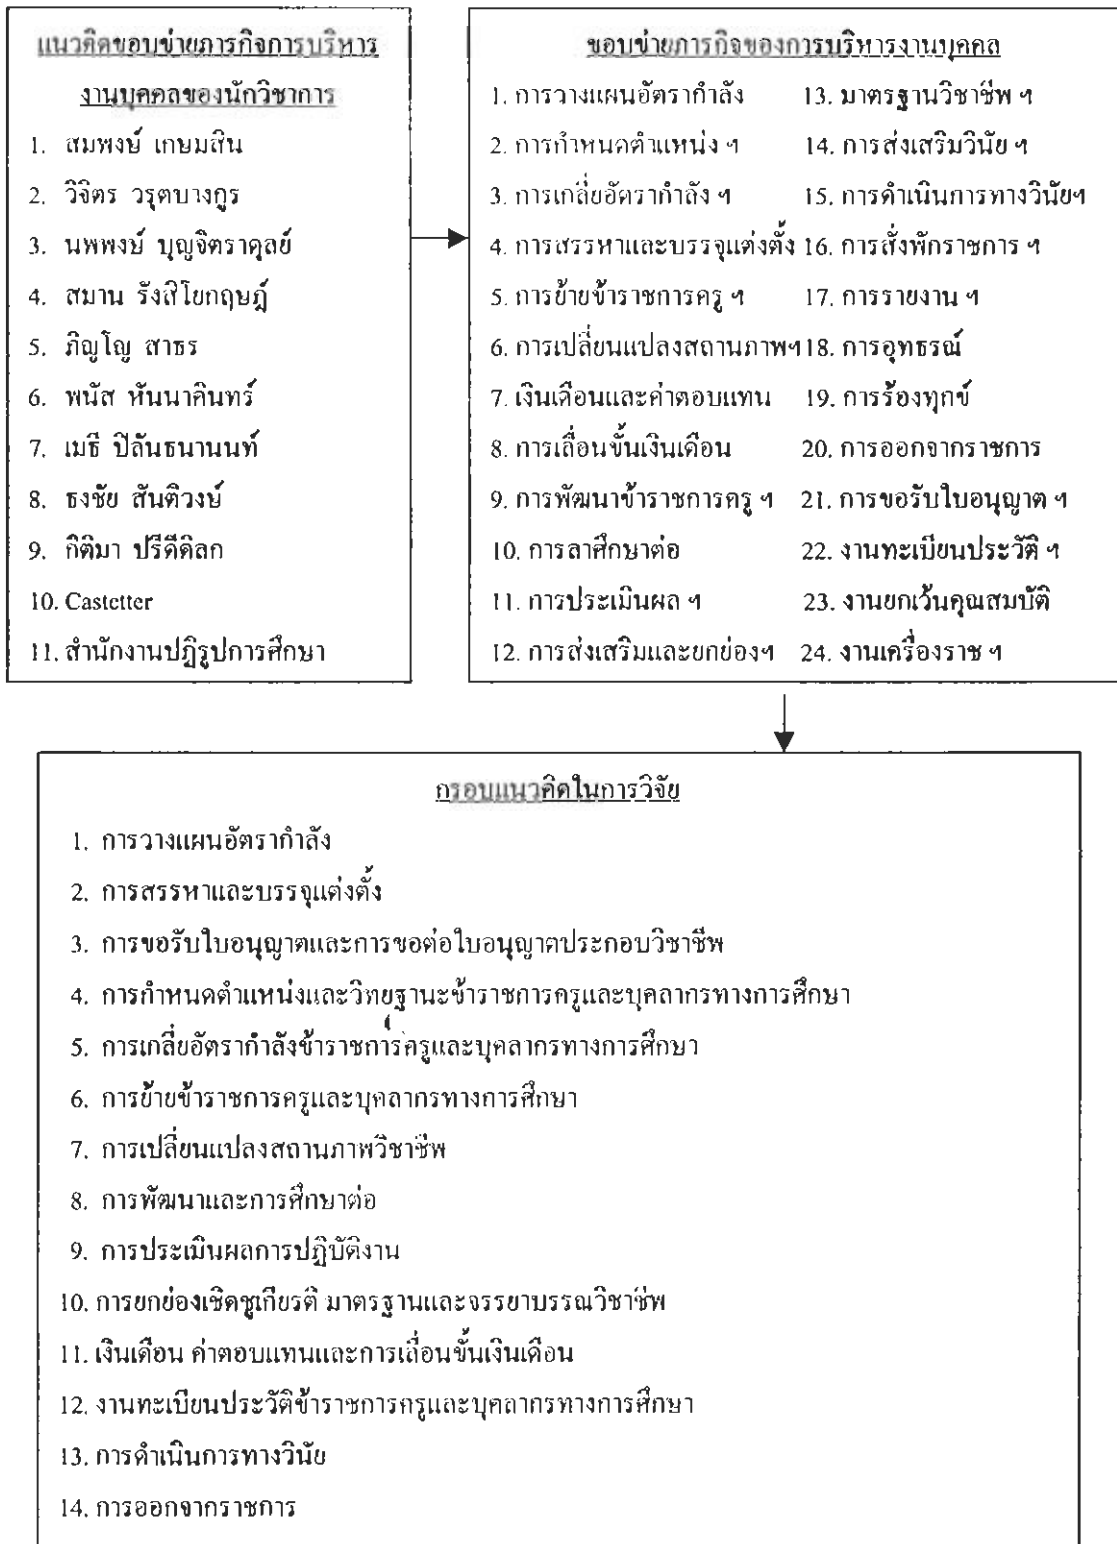 แนวคิดขอบข่ายภารกิจการบริหาร
งานบุคคลของนักวิชาการ
1. สมพงษ์ เกษมสิน
2. วิจิตร วรุตบางกูร
3. นพพงษ์ บุญจิตราดุลย์
4. สมาน รังสิโยกฤษฎ์
5. ภิญโญ สาธร
6. พนัส หันนาคินทร์
7. เมธี ปิลันธนานนท์
8. ธงชัย สันติวงษ์
9. กิติมา ปรีดีดิลก
10. Castetter
11. สำนักงานปฏิรูปการศึกษา
ขอบข่ายภารกิจของการบริหารงานบุคคล
1. การวางแผนอัตรากำลัง
2. การกำหนดตำแหน่ง ฯ
3. การเกลี่ยอัตรากำลัง ฯ
4. การสรรหาและบรรจุแต่งตั้ง
5. การย้ายข้าราชการครู ฯ
6. การเปลี่ยนแปลงสถานภาพฯ
7. เงินเดือนและค่าตอบแทน
8. การเลื่อนขั้นเงินเดือน
9. การพัฒนาข้าราชการครู ฯ
10. การลาศึกษาต่อ
11. การประเมินผล ฯ
12. การส่งเสริมและยกย่องฯ
13. มาตรฐานวิชาชีพ ฯ
14. การส่งเสริมวินัย ฯ
15. การดำเนินการทางวินัยฯ
16. การสั่งพักราชการ ฯ
17. การรายงาน ฯ
18. การอุทธรณ์
19. การร้องทุกข์
20. การออกจากราชการ
21. การขอรับใบอนุญาต ฯ
22. งานทะเบียนประวัติ ฯ
23. งานยกเว้นคุณสมบัติ
24. งานเครื่องราช ฯ
กรอบแนวคิดในการวิจัย
1. การวางแผนอัตรากำลัง
2. การสรรหาและบรรจุแต่งตั้ง
3. การขอรับใบอนุญาตและการขอต่อใบอนุญาตประกอบวิชาชีพ
4. การกำหนดตำแหน่งและวิทยฐานะข้าราชการครูและบุคลากรทางการศึกษา
5. การเกลี่ยอัตรากำลังข้าราชการครูและบุคลากรทางการศึกษา
6. การย้ายข้าราชการครูและบุคลากรทางการศึกษา
7. การเปลี่ยนแปลงสถานภาพวิชาชีพ
8. การพัฒนาและการศึกษาต่อ
9. การประเมินผลการปฏิบัติงาน
10. การยกย่องเชิดชูเกียรติ มาตรฐานและจรรยาบรรณวิชาชีพ
11. เงินเดือน ค่าตอบแทนและการเลื่อนขั้นเงินเดือน
12. งานทะเบียนประวัติข้าราชการครูและบุคลากรทางการศึกษา
13. การดำเนินการทางวินัย
14. การออกจากราชการ